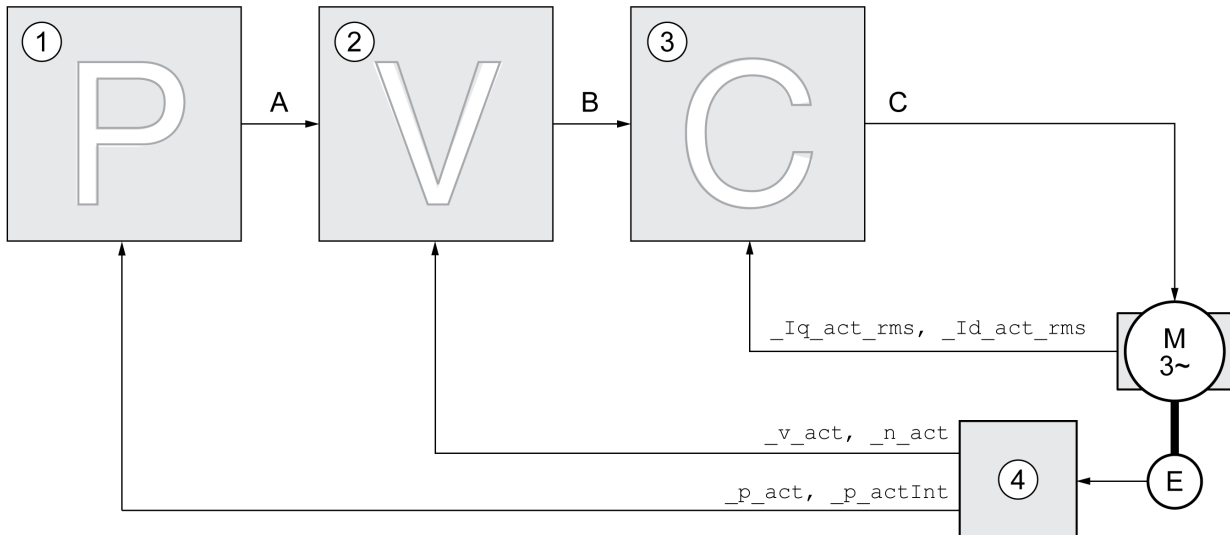 1
2
3
P
A
V
B
C
C
_Iq_act_rms, _Id_act_rms
M
3~
_v_act, _n_act
4
E
_p_act, _p_actInt